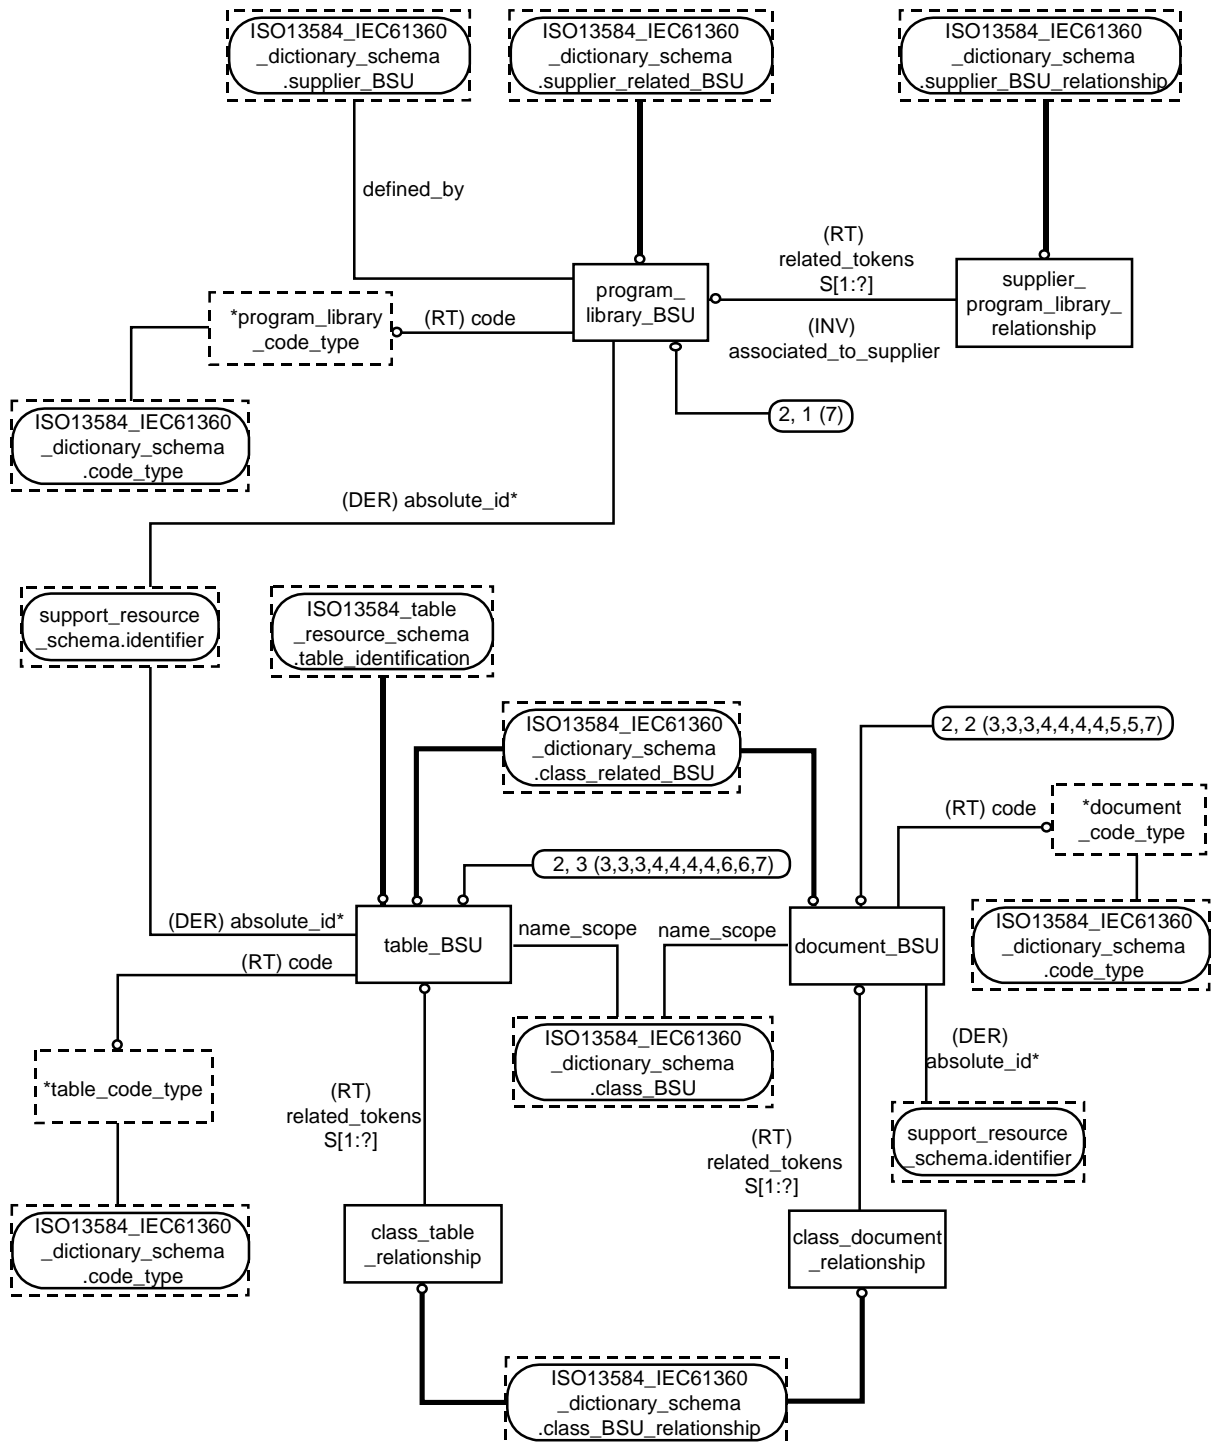 ISO13584_IEC61360
_dictionary_schema
.supplier_BSU
ISO13584_IEC61360
_dictionary_schema
.supplier_related_BSU
ISO13584_IEC61360
_dictionary_schema
.supplier_BSU_relationship
defined_by
(RT)
related_tokens
S[1:?]
(INV)
associated_to_supplier
program_
library_BSU
supplier_
program_library_
relationship
*program_library
_code_type
(RT) code
2, 1 (7)
ISO13584_IEC61360
_dictionary_schema
.code_type
(DER) absolute_id*
support_resource
_schema.identifier
ISO13584_table
_resource_schema
.table_identification
ISO13584_IEC61360
_dictionary_schema
.class_related_BSU
2, 2 (3,3,3,4,4,4,4,5,5,7)
(RT) code
*document
_code_type
2, 3 (3,3,3,4,4,4,4,6,6,7)
(DER) absolute_id*
table_BSU
name_scope
name_scope
document_BSU
ISO13584_IEC61360
_dictionary_schema
.code_type
(RT) code
ISO13584_IEC61360
_dictionary_schema
.class_BSU
(DER)
absolute_id*
*table_code_type
(RT)
related_tokens
S[1:?]
(RT)
related_tokens
S[1:?]
support_resource
_schema.identifier
ISO13584_IEC61360
_dictionary_schema
.code_type
class_table
_relationship
class_document
_relationship
ISO13584_IEC61360
_dictionary_schema
.class_BSU_relationship